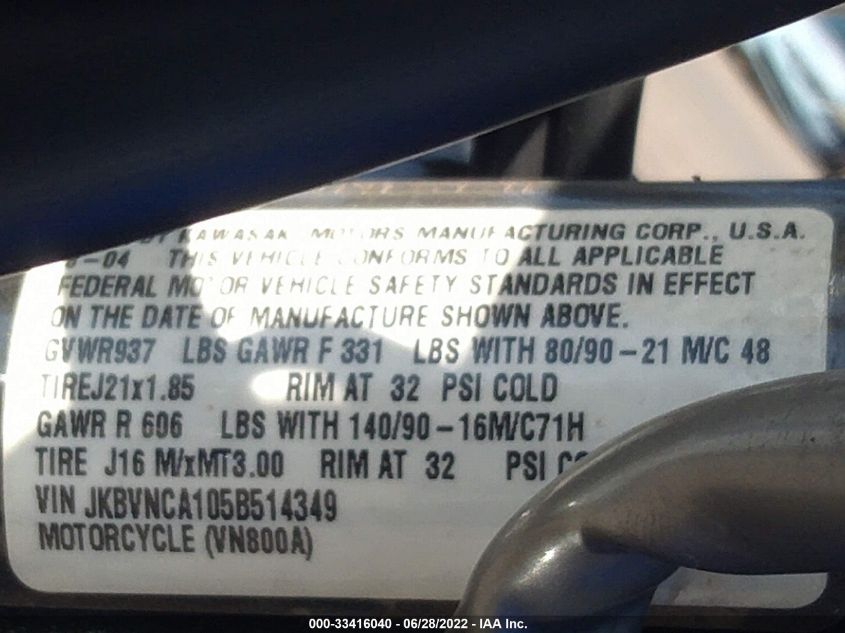 BY KAWASAKI MOTORS MANUFACTURING CORP., U.S.A.
-04 THIS VEHICLE CONFORMS TO ALL APPLICABLE
FEDERAL MOTOR VEHICLE SAFETY STANDARDS IN EFFECT
ON THE DATE OF MANUFACTURE SHOWN ABOVE.
GVWR937 LBS GAWR F 331 LBS WITH 80/90-21 M/C 48
TIREJ21x1.85 RIM AT 32 PSI COLD
GAWR R 606 LBS WITH 140/90-16M/C71H
TIRE J16 M/xMT3.00 RIM AT 32 PSI CO
VIN JKBVNCA105B514349
MOTORCYCLE (VN800A)
000-33416040 - 06/28/2022 - IAA Inc.